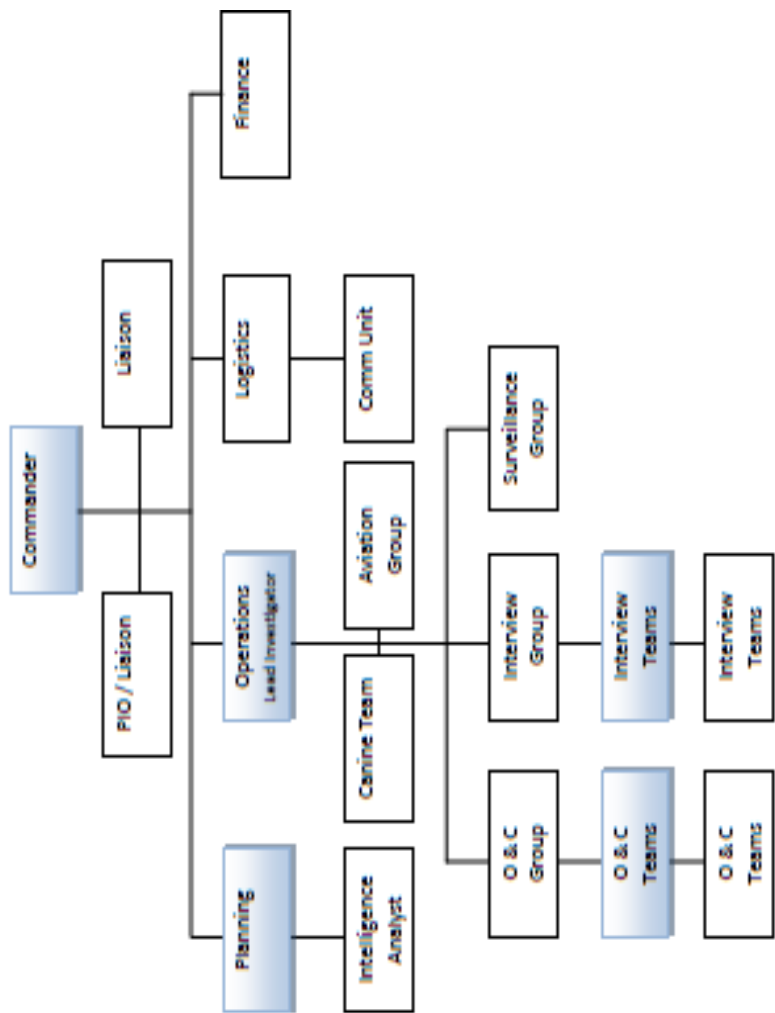 Commander
PIO / Liaison
Liaison
Planning
Operations
Lead Investigator
Logistics
Finance
Intelligence
Analyst
Canine Team
Aviation
Group
Comm Unit
O & C
Group
Interview
Group
Surveillance
Group
O & C
Teams
Interview
Teams
O & C
Teams
Interview
Teams